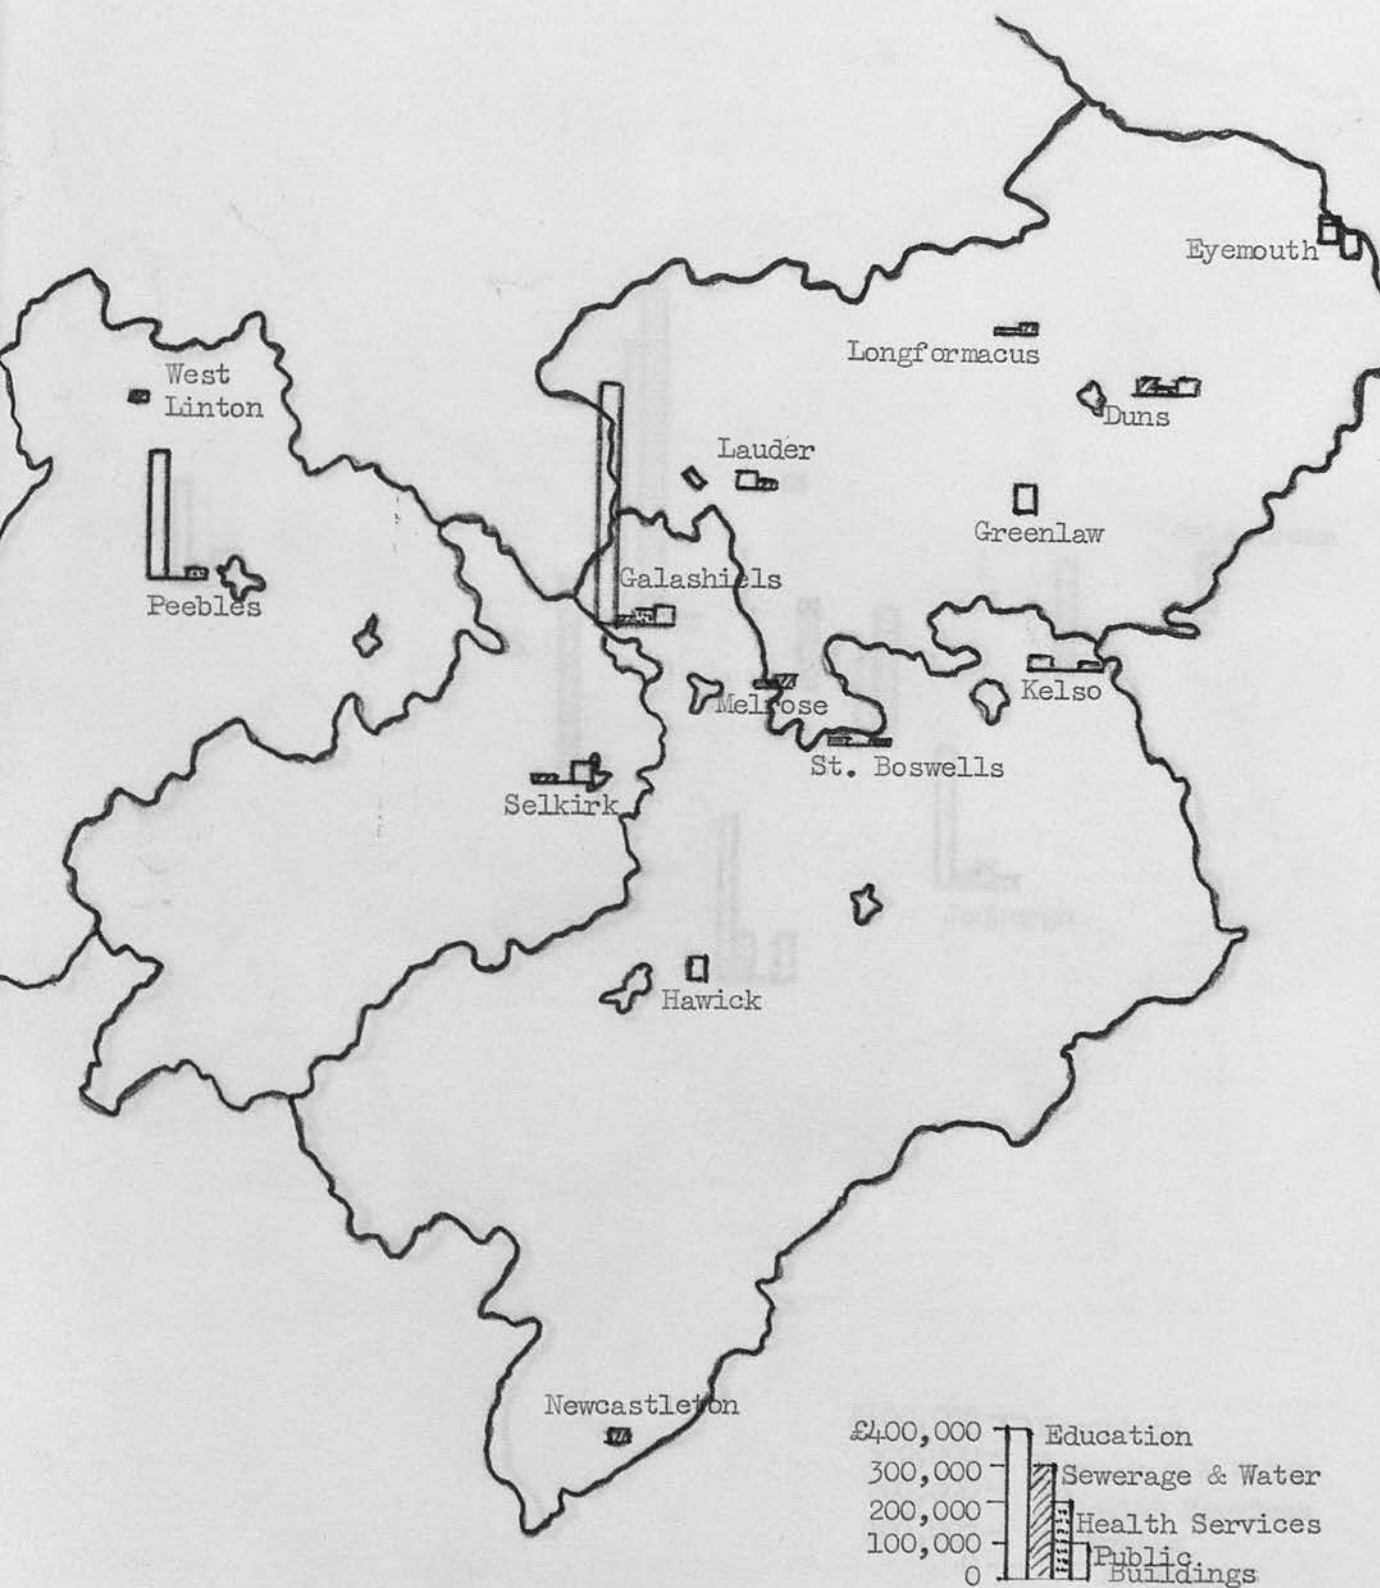 Eyemouth
Longformacus
West
Linton
Duns
Lauder
Greenlaw
Galashiels
Peebles
Kelso
Melrose
St. Boswells
Selkirk
Hawick
Newcastleton
£400,000 Education
300,000 Sewerage & Water
200,000 Health Services
100,000 Public
Buildings
0